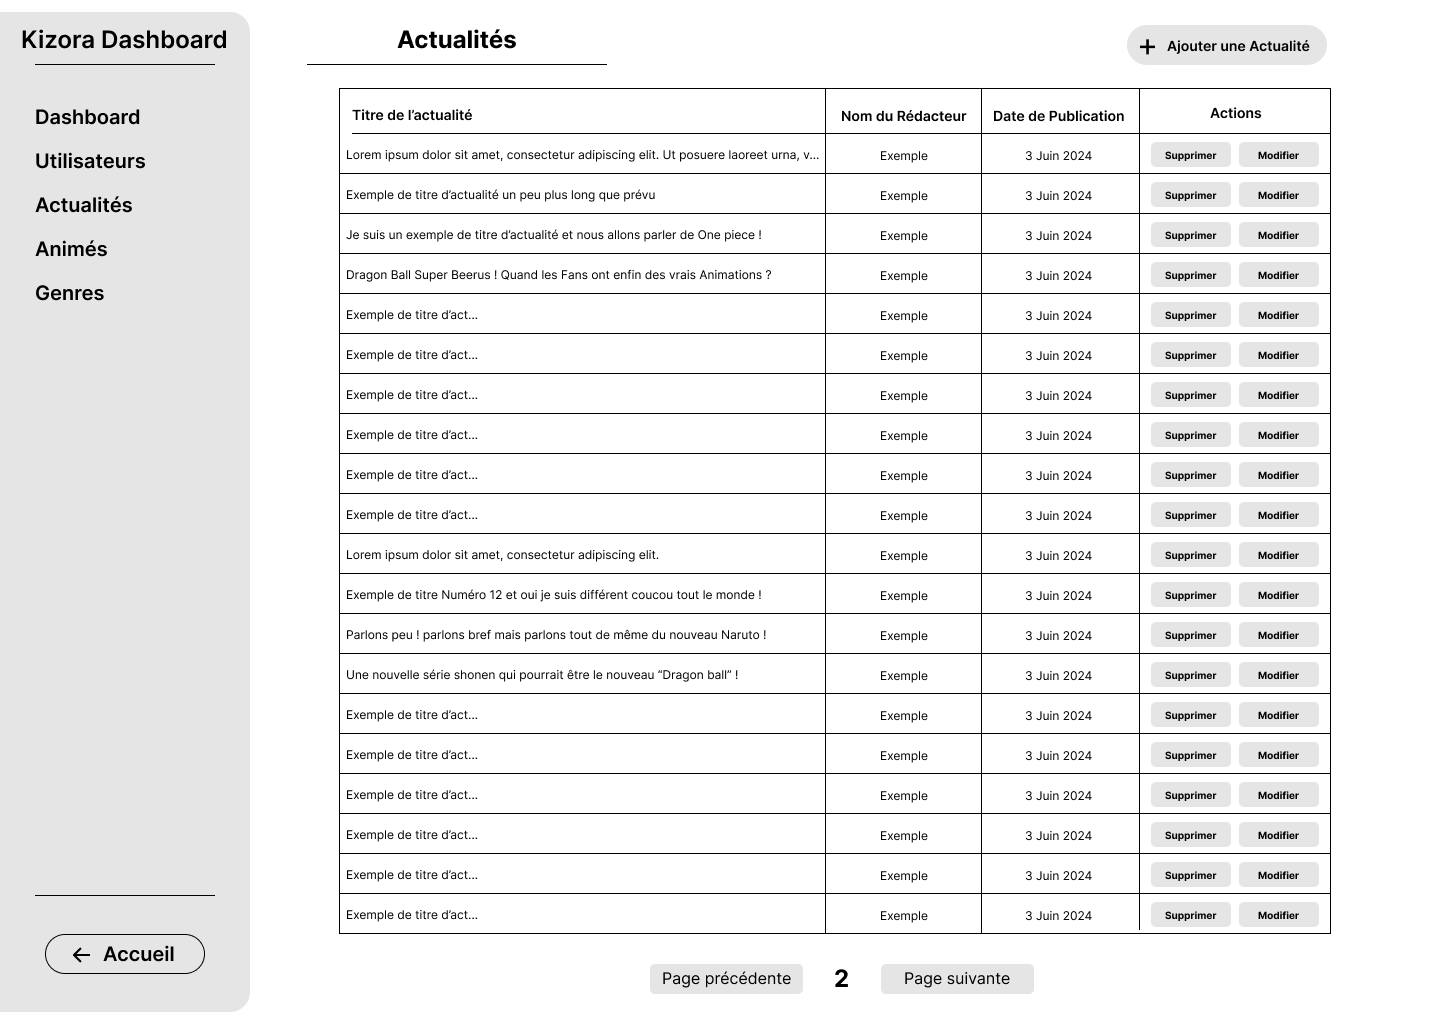 Kizora Dashboard
Dashboard
Utilisateurs
Actualités
Animés
Genres
← Accueil
Actualités
+ Ajouter une Actualité
Titre de l’actualité Nom du Rédacteur Date de Publication Actions
Lorem ipsum dolor sit amet, consectetur adipiscing elit. Ut posuere laoreet urna, v... Exemple 3 Juin 2024 Supprimer Modifier
Exemple de titre d’actualité un peu plus long que prévu Exemple 3 Juin 2024 Supprimer Modifier
Je suis un exemple de titre d’actualité et nous allons parler de One piece ! Exemple 3 Juin 2024 Supprimer Modifier
Dragon Ball Super Beerus ! Quand les Fans ont enfin des vrais Animations ? Exemple 3 Juin 2024 Supprimer Modifier
Exemple de titre d’act... Exemple 3 Juin 2024 Supprimer Modifier
Exemple de titre d’act... Exemple 3 Juin 2024 Supprimer Modifier
Exemple de titre d’act... Exemple 3 Juin 2024 Supprimer Modifier
Exemple de titre d’act... Exemple 3 Juin 2024 Supprimer Modifier
Exemple de titre d’act... Exemple 3 Juin 2024 Supprimer Modifier
Exemple de titre d’act... Exemple 3 Juin 2024 Supprimer Modifier
Lorem ipsum dolor sit amet, consectetur adipiscing elit. Exemple 3 Juin 2024 Supprimer Modifier
Exemple de titre Numéro 12 et oui je suis différent coucou tout le monde ! Exemple 3 Juin 2024 Supprimer Modifier
Parlons peu ! parlons bref mais parlons tout de même du nouveau Naruto ! Exemple 3 Juin 2024 Supprimer Modifier
Une nouvelle série shonen qui pourrait être le nouveau “Dragon ball” ! Exemple 3 Juin 2024 Supprimer Modifier
Exemple de titre d’act... Exemple 3 Juin 2024 Supprimer Modifier
Exemple de titre d’act... Exemple 3 Juin 2024 Supprimer Modifier
Exemple de titre d’act... Exemple 3 Juin 2024 Supprimer Modifier
Exemple de titre d’act... Exemple 3 Juin 2024 Supprimer Modifier
Exemple de titre d’act... Exemple 3 Juin 2024 Supprimer Modifier
Exemple de titre d’act... Exemple 3 Juin 2024 Supprimer Modifier
Page précédente 2 Page suivante